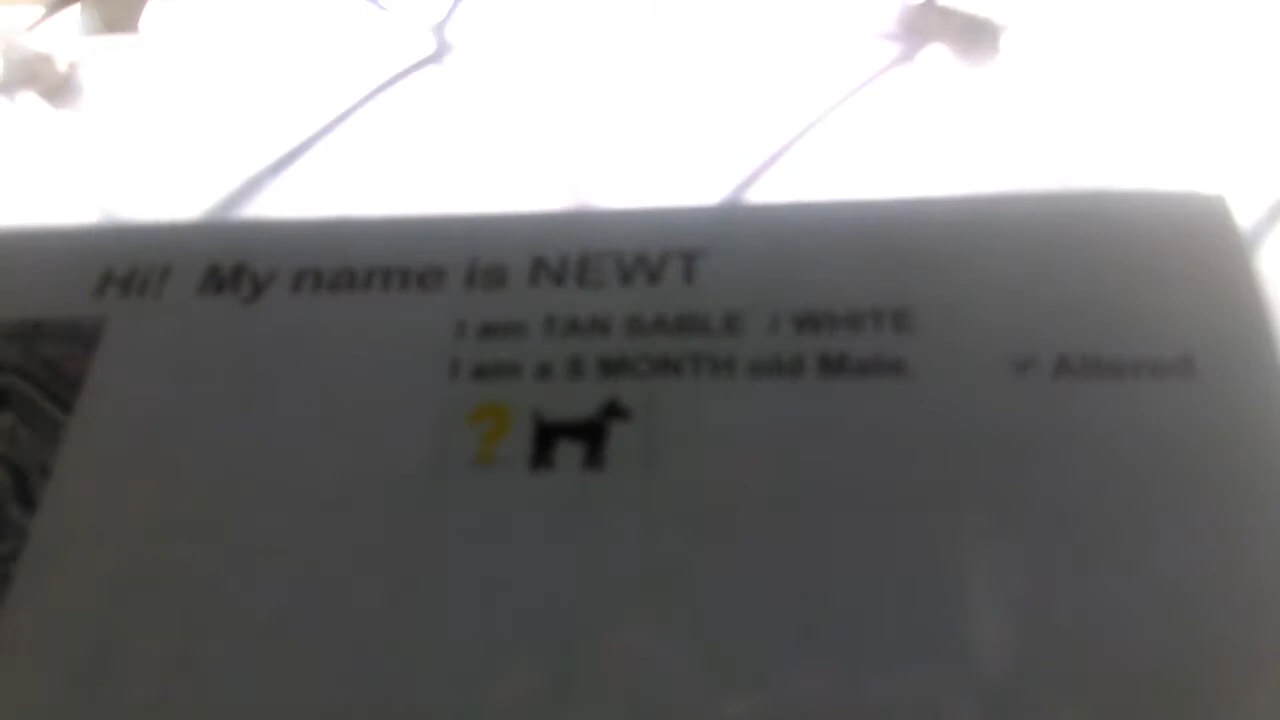 Hi! My name is NEWT
I am TAN SABLE / WHITE
I am a MONTH old Male.
✓ Altered